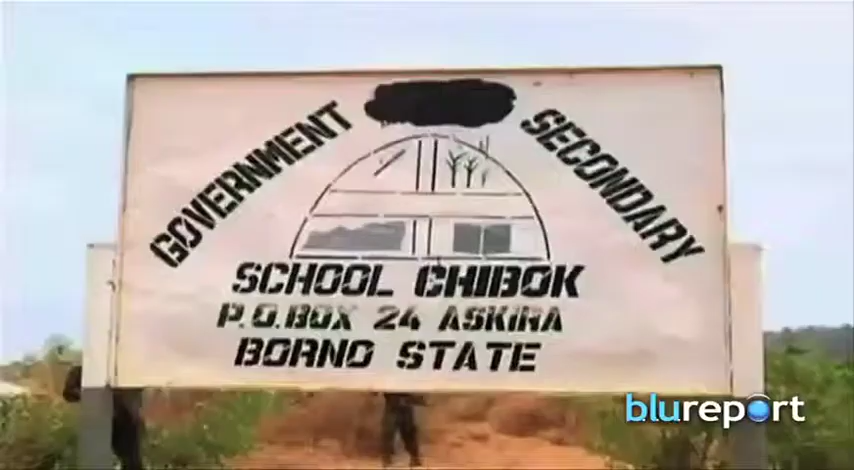 GOVERNMENT SECONDARY
SCHOOL CHIBOK
P.O.BOX 24 ASKIRA
BORNO STATE
blureport